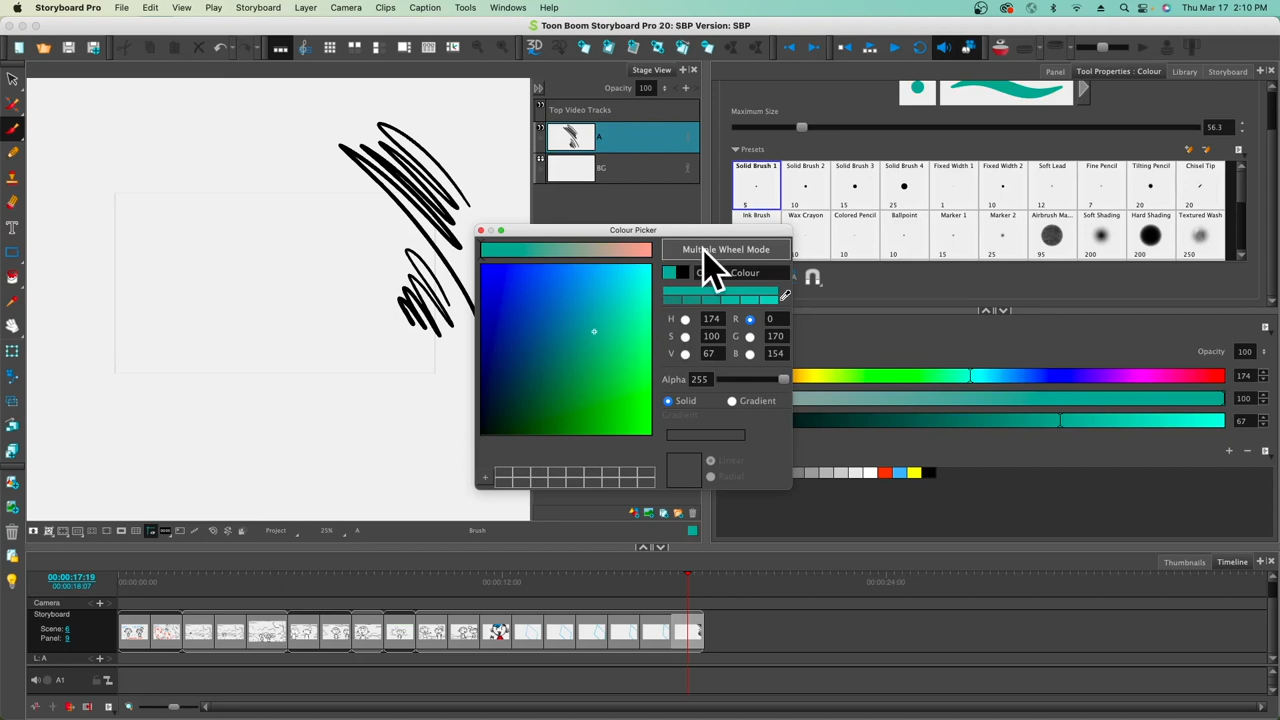 Storyboard Pro File Edit View Play Storyboard Layer Camera Clips Caption Tools Windows Help Thu Mar 17 2:10 PM
Toon Boom Storyboard Pro 20: SBP Version: SBP
Stage View
Opacity 100
Top Video Tracks
A
BG
Panel Tool Properties : Colour Library Storyboard
Maximum Size
56.3
Presets
Solid Brush 1 Solid Brush 2 Solid Brush 3 Solid Brush 4 Fixed Width 1 Fixed Width 2 Soft Lead Fine Pencil Tilting Pencil Chisel Tip
5 10 15 25 1 10 12 7 20 20
Ink Brush Wax Crayon Colored Pencil Ballpoint Marker 1 Marker 2 Airbrush Ma... Soft Shading Hard Shading Textured Wash
Colour Picker
Multiple Wheel Mode
Colour
H 174 R 0
S 100 G 170
V 67 B 154
Alpha 255
Solid Gradient
Gradient
Linear
Radial
Opacity 100
174
100
67
Project 25% A Brush
Thumbnails Timeline
00:00:17:19
00:00:18:07
00:00:00:00 00:00:12:00 00:00:24:00
Camera
Storyboard
Scene: 6
Panel: 9
L: A
A1